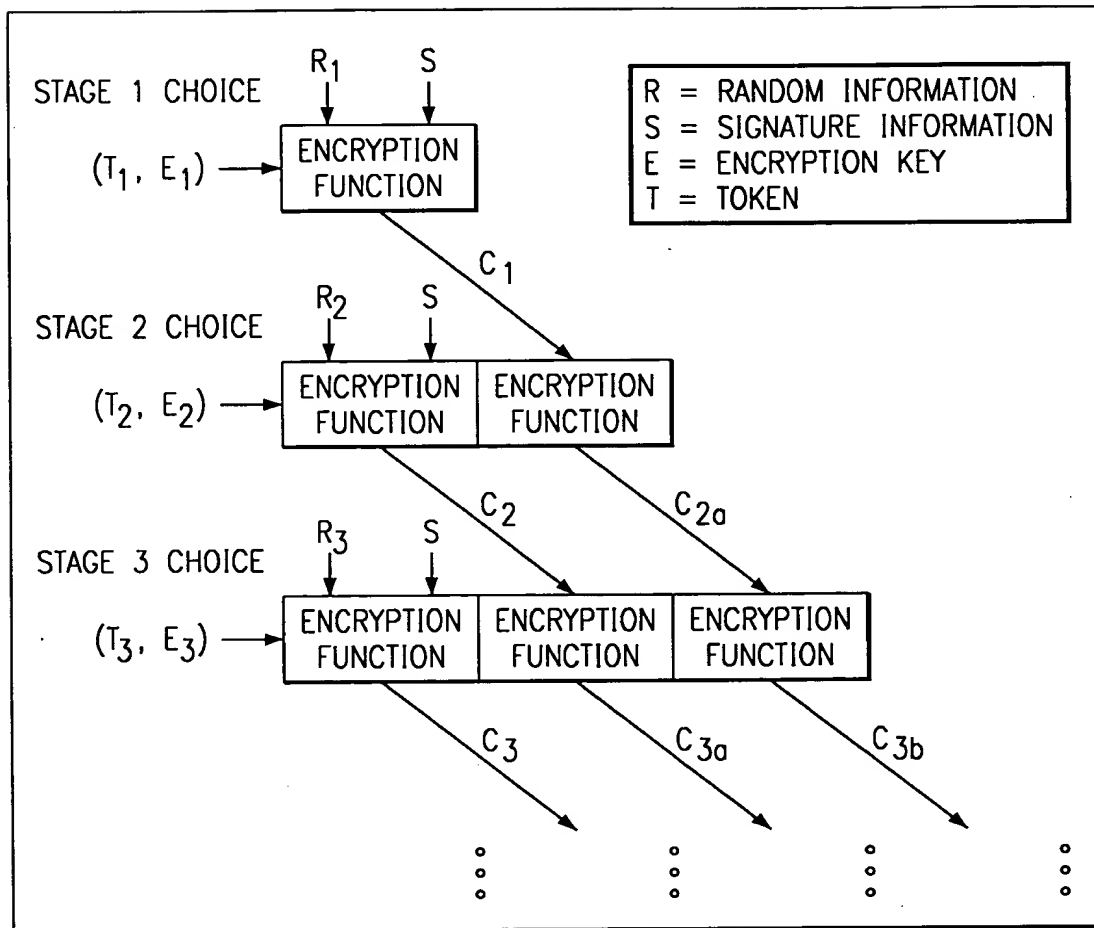 R1 S
STAGE 1 CHOICE
(T1, E1)
ENCRYPTION
FUNCTION
R = RANDOM INFORMATION
S = SIGNATURE INFORMATION
E = ENCRYPTION KEY
T = TOKEN
C1
R2 S
STAGE 2 CHOICE
(T2, E2)
ENCRYPTION
FUNCTION
ENCRYPTION
FUNCTION
C2
C2a
R3 S
STAGE 3 CHOICE
(T3, E3)
ENCRYPTION
FUNCTION
ENCRYPTION
FUNCTION
ENCRYPTION
FUNCTION
C3
C3a
C3b